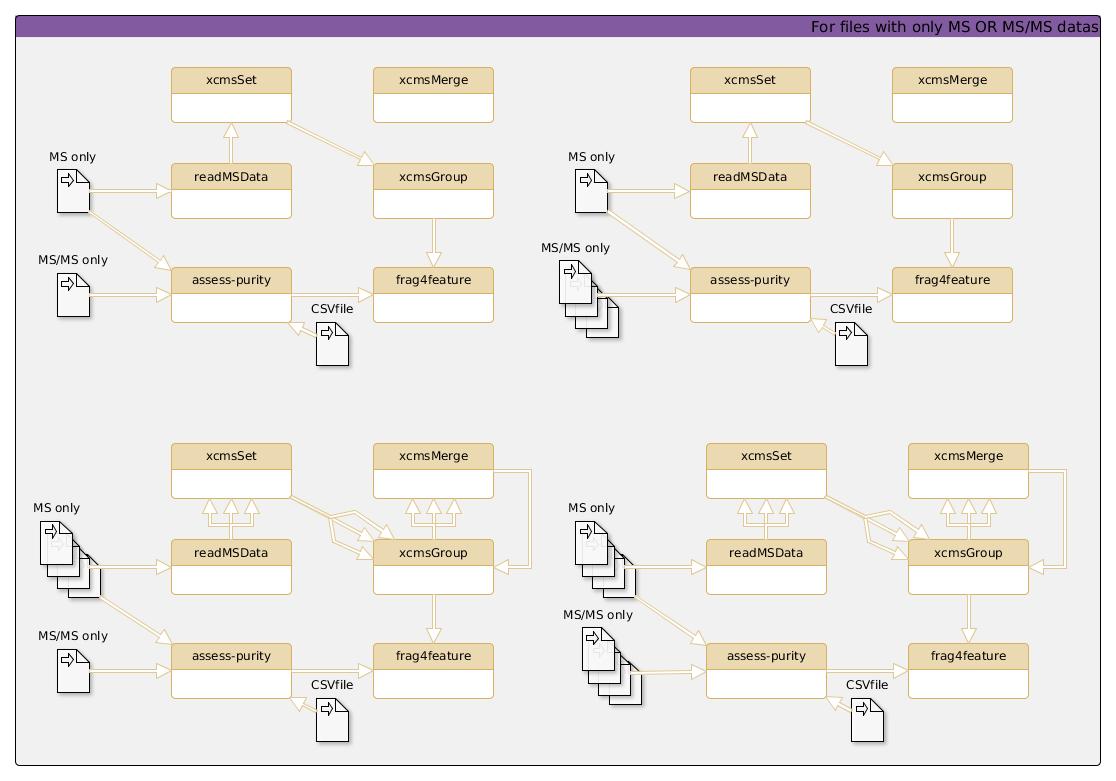 For files with only MS OR MS/MS datas
xcmsSet
xcmsMerge
MS only
readMSData
xcmsGroup
MS/MS only
assess-purity
frag4feature
CSVfile
xcmsSet
xcmsMerge
MS only
readMSData
xcmsGroup
MS/MS only
assess-purity
frag4feature
CSVfile
xcmsSet
xcmsMerge
MS only
readMSData
xcmsGroup
MS/MS only
assess-purity
frag4feature
CSVfile
xcmsSet
xcmsMerge
MS only
readMSData
xcmsGroup
MS/MS only
assess-purity
frag4feature
CSVfile